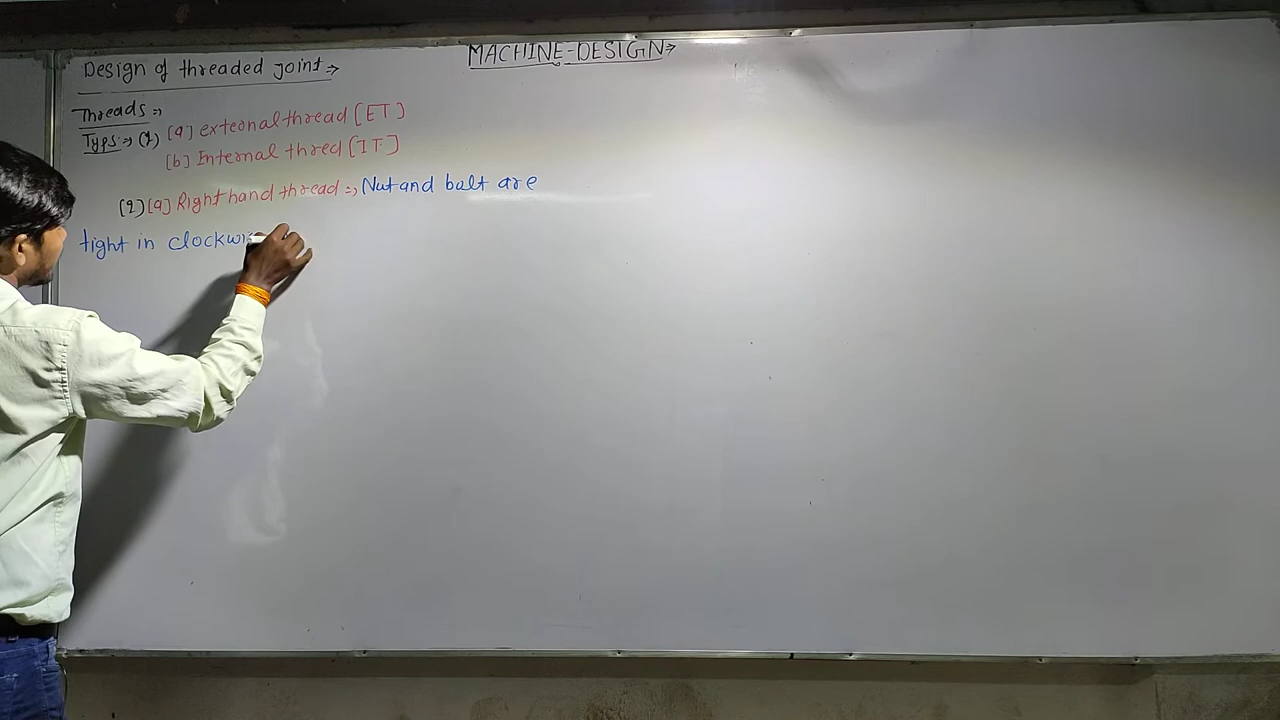 MACHINE-DESIGN→
Design of threaded joint→
Threads⇒
Typs⇒(1) [a] external thread [ET]
[b] Internal thred [IT]
(2) [a] Right hand thread ⇒, Nut and bolt are
tight in clockwi